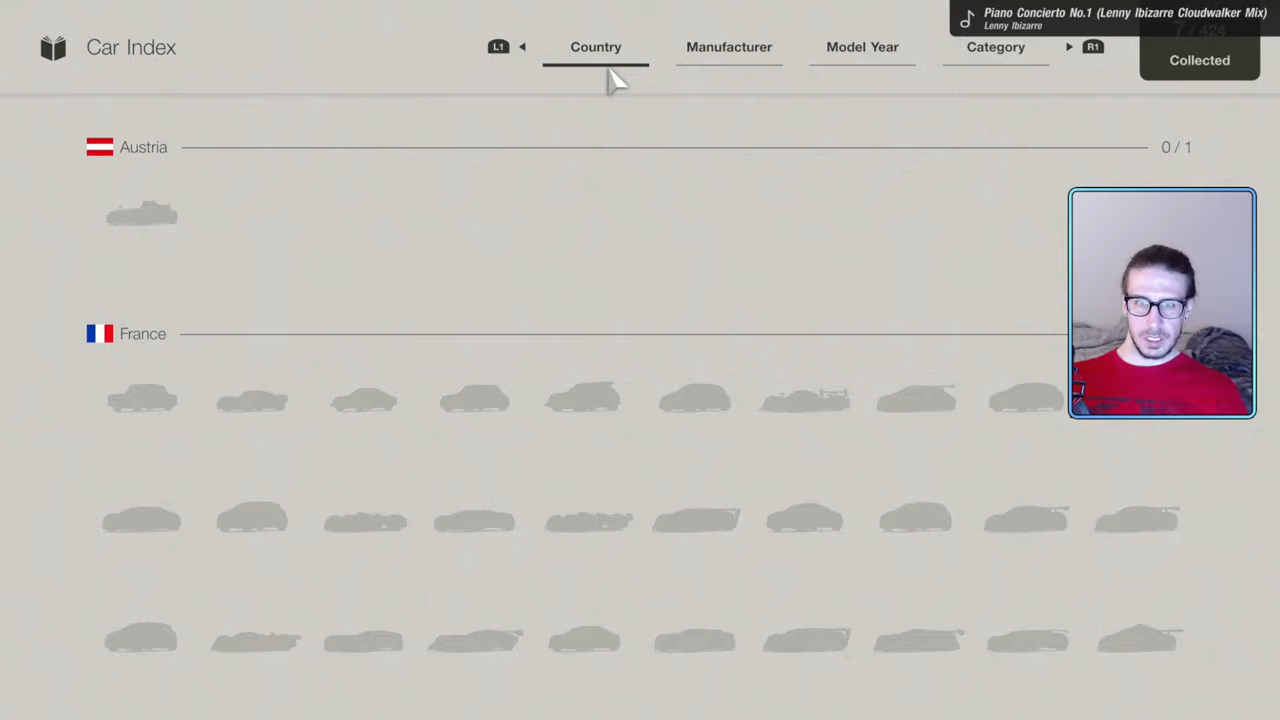 Piano Concierto No.1 (Lenny Ibizarre Cloudwalker Mix)
Lenny Ibizarre
Car Index
L1
Country
Manufacturer
Model Year
Category
R1
Collected
Austria
0 / 1
France